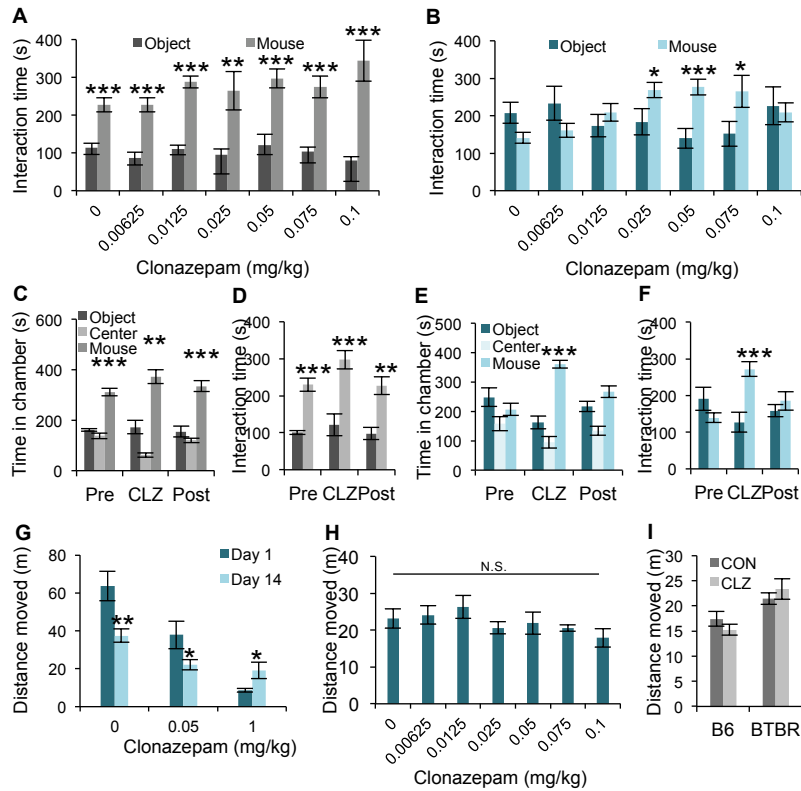 A
Object
Mouse
Interaction time (s)
400
300
200
100
0
***
***
***
**
***
***
***
0
0.00625
0.0125
0.025
0.05
0.075
0.1
Clonazepam (mg/kg)
B
Object
Mouse
Interaction time (s)
400
300
200
100
0
*
***
*
0
0.00625
0.0125
0.025
0.05
0.075
0.1
Clonazepam (mg/kg)
C
Object
Center
Mouse
Time in chamber (s)
600
400
200
0
***
**
***
Pre
CLZ
Post
D
Interaction time (s)
400
300
200
100
0
***
***
**
Pre CLZ Post
E
Object
Center
Mouse
Time in chamber (s)
500
400
300
200
100
0
***
Pre
CLZ
Post
F
Interaction time (s)
400
300
200
100
0
***
Pre CLZ Post
G
Day 1
Day 14
Distance moved (m)
80
60
40
20
0
**
*
*
0
0.05
1
Clonazepam (mg/kg)
H
Distance moved (m)
40
30
20
10
0
N.S.
0
0.00625
0.0125
0.025
0.05
0.075
0.1
Clonazepam (mg/kg)
I
CON
CLZ
Distance moved (m)
30
25
20
15
10
5
0
B6
BTBR